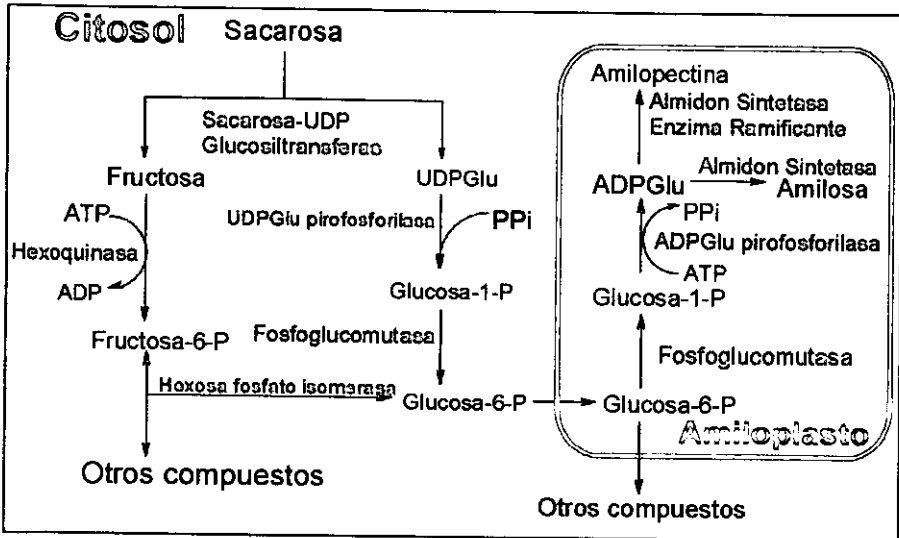 Citosol
Sacarosa
Sacarosa-UDP
Glucosiltransferas
Fructosa
UDPGlu
ATP
UDPGlu pirofosforilasa
PPi
Hexoquinasa
ADP
Glucosa-1-P
Fructosa-6-P
Fosfoglucomutasa
Hexosa fosfato isomerasa
Glucosa-6-P
Otros compuestos
Amilopectina
Almidon Sintetasa
Enzima Ramificante
Almidon Sintetasa
ADPGlu
Amilosa
PPi
ADPGlu pirofosforilasa
ATP
Glucosa-1-P
Fosfoglucomutasa
Glucosa-6-P
Amiloplasto
Otros compuestos